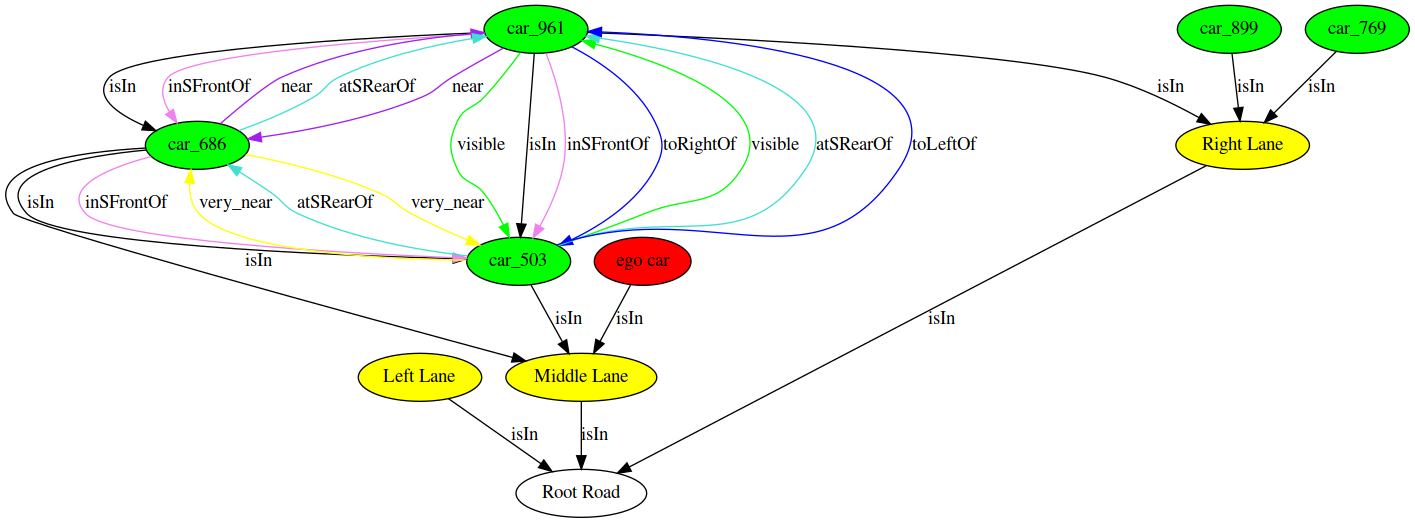 car_961 car_899 car_769
isIn inSFrontOf near atSRearOf near isIn isIn isIn
car_686 visible isIn inSFrontOf toRightOf visible atSRearOf toLeftOf Right Lane
isIn inSFrontOf very_near atSRearOf very_near
isIn car_503 ego car
isIn isIn isIn
Left Lane Middle Lane
isIn isIn
Root Road